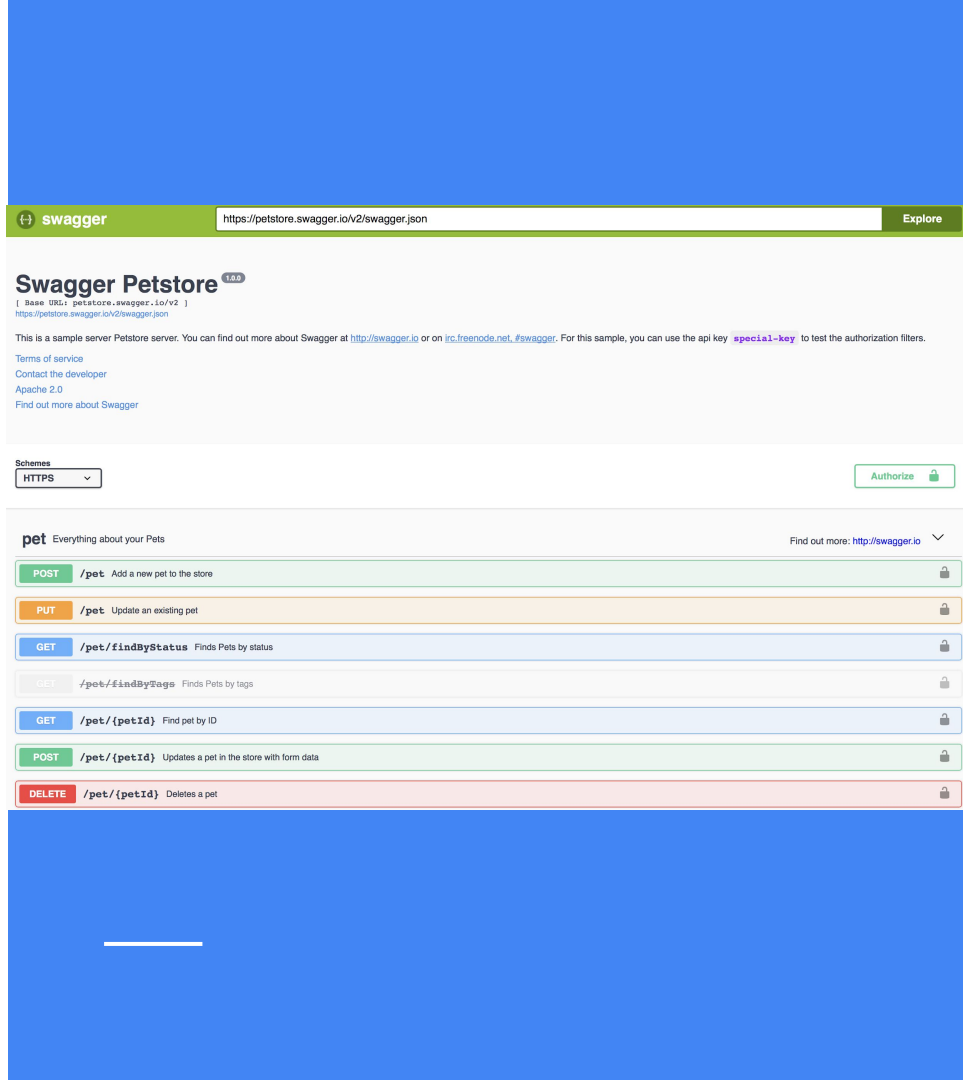 swagger https://petstore.swagger.io/v2/swagger.json Explore
Swagger Petstore 1.0.0
[ Base URL: petstore.swagger.io/v2 ]
https://petstore.swagger.io/v2/swagger.json
This is a sample server Petstore server. You can find out more about Swagger at http://swagger.io or on irc.freenode.net, #swagger. For this sample, you can use the api key special-key to test the authorization filters.
Terms of service
Contact the developer
Apache 2.0
Find out more about Swagger
Schemes
HTTPS Authorize
pet Everything about your Pets Find out more: http://swagger.io
POST /pet Add a new pet to the store
PUT /pet Update an existing pet
GET /pet/findByStatus Finds Pets by status
GET /pet/findByTags Finds Pets by tags
GET /pet/{petId} Find pet by ID
POST /pet/{petId} Updates a pet in the store with form data
DELETE /pet/{petId} Deletes a pet